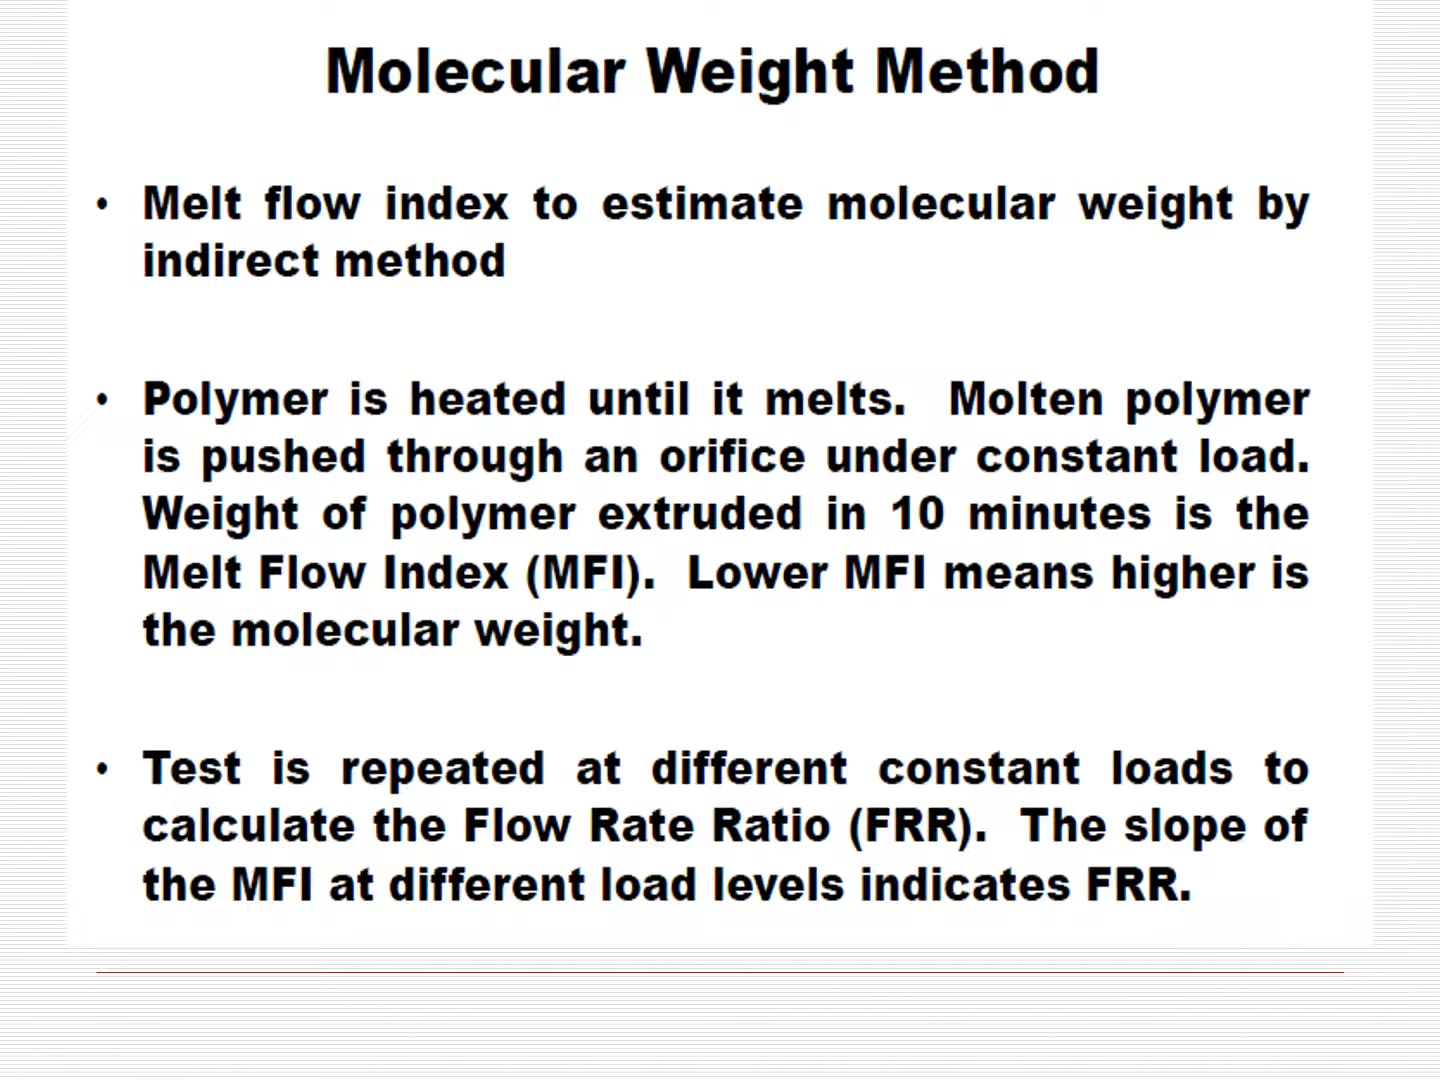 Molecular Weight Method
• Melt flow index to estimate molecular weight by
indirect method
• Polymer is heated until it melts. Molten polymer
is pushed through an orifice under constant load.
Weight of polymer extruded in 10 minutes is the
Melt Flow Index (MFI). Lower MFI means higher is
the molecular weight.
• Test is repeated at different constant loads to
calculate the Flow Rate Ratio (FRR). The slope of
the MFI at different load levels indicates FRR.